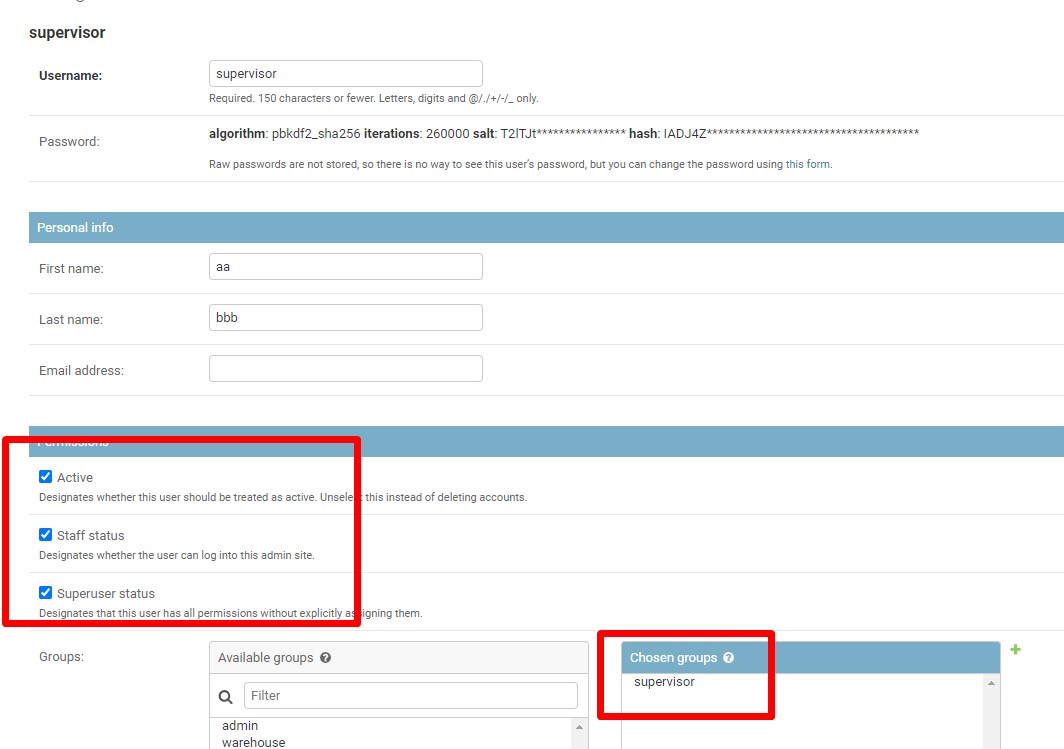 supervisor
Username:
supervisor
Required. 150 characters or fewer. Letters, digits and @/./+/-/_ only.
Password:
algorithm: pbkdf2_sha256 iterations: 260000 salt: T2lTJt**************** hash: IADJ4Z**************************************
Raw passwords are not stored, so there is no way to see this user's password, but you can change the password using this form.
Personal info
First name:
aa
Last name:
bbb
Email address:
Permissions
Active
Designates whether this user should be treated as active. Unselect this instead of deleting accounts.
Staff status
Designates whether the user can log into this admin site.
Superuser status
Designates that this user has all permissions without explicitly assigning them.
Groups:
Available groups ?
Filter
admin
warehouse
Chosen groups ?
supervisor